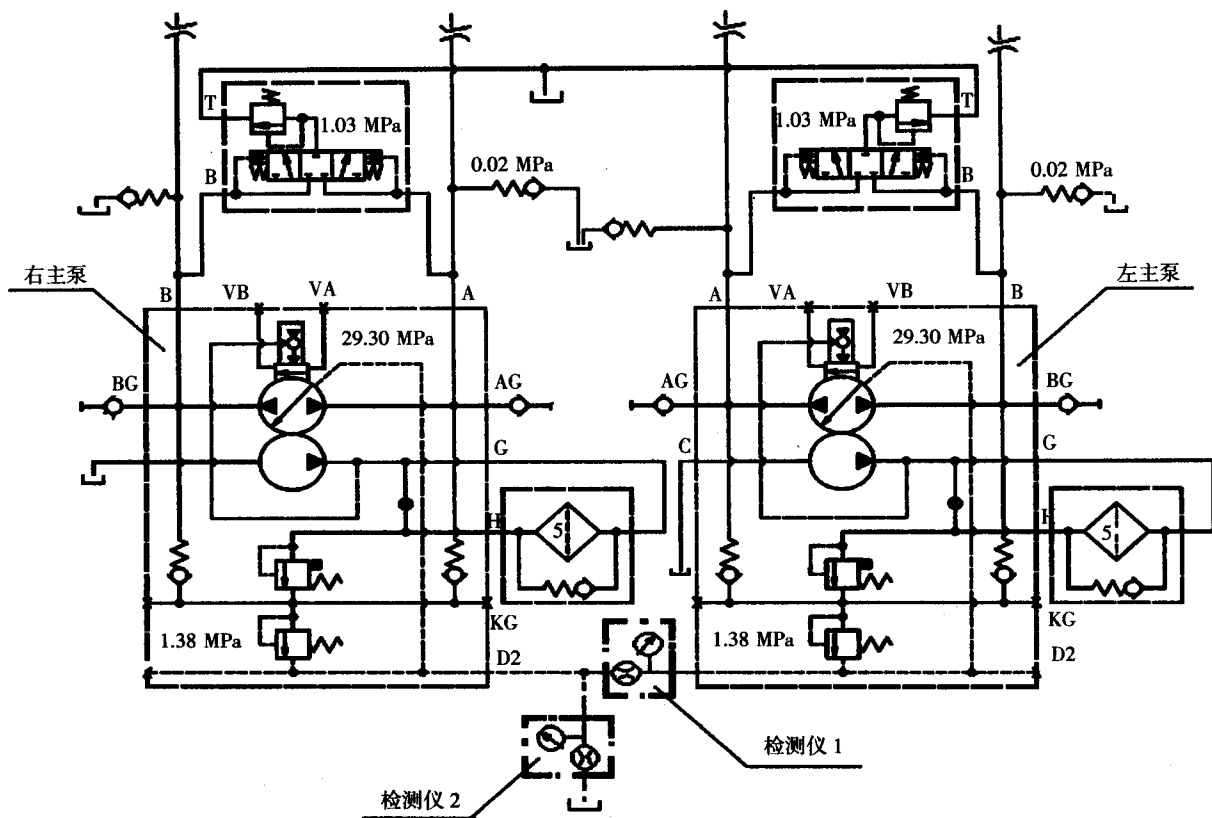 T
1.03 MPa
B
0.02 MPa
1.03 MPa
T
B
0.02 MPa
右主泵
B
VB
VA
A
29.30 MPa
BG
AG
G
H
5
KG
1.38 MPa
D2
左主泵
A
VA
VB
B
29.30 MPa
AG
BG
C
G
H
5
KG
1.38 MPa
D2
检测仪 1
检测仪 2